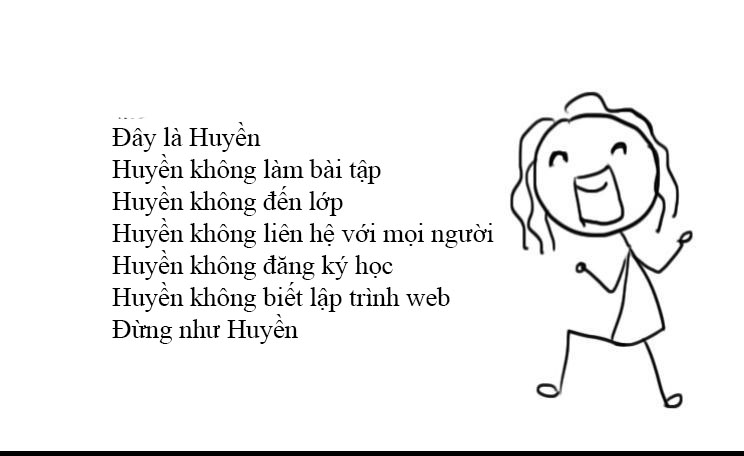 Đây là Huyền
Huyền không làm bài tập
Huyền không đến lớp
Huyền không liên hệ với mọi người
Huyền không đăng ký học
Huyền không biết lập trình web
Đừng như Huyền